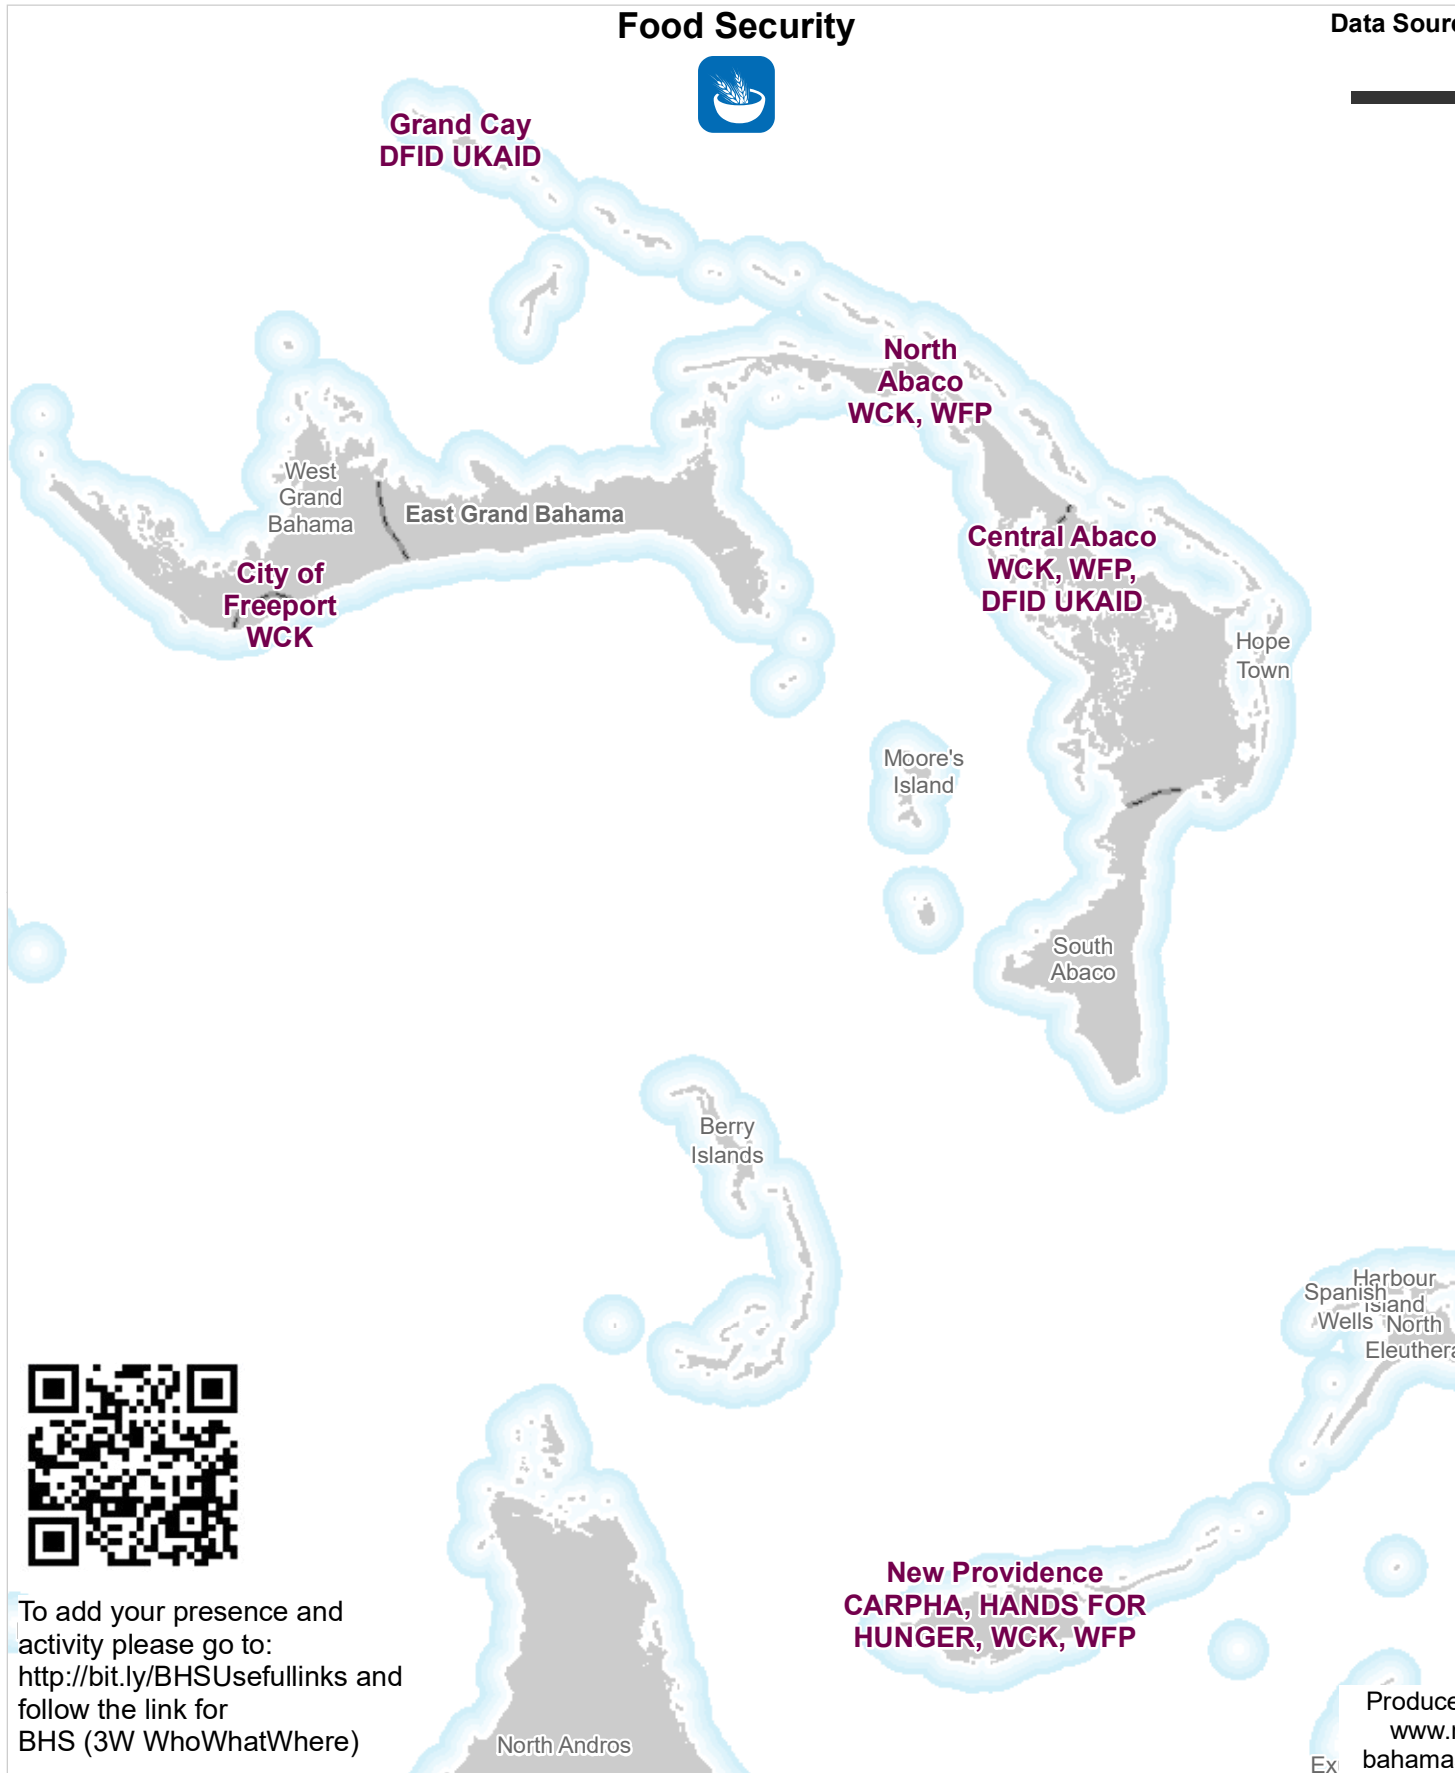 Food Security
Data Sour
Grand Cay
DFID UKAID
North
Abaco
WCK, WFP
West
Grand
Bahama
East Grand Bahama
Central Abaco
WCK, WFP,
DFID UKAID
City of
Freeport
WCK
Hope
Town
Moore's
Island
South
Abaco
Berry
Islands
Harbour
Island
Spanish
Wells
North
Eleuthera
New Providence
CARPHA, HANDS FOR
HUNGER, WCK, WFP
To add your presence and
activity please go to:
http://bit.ly/BHSUsefullinks and
follow the link for
BHS (3W WhoWhatWhere)
North Andros
Ex
Produce
www.
bahama